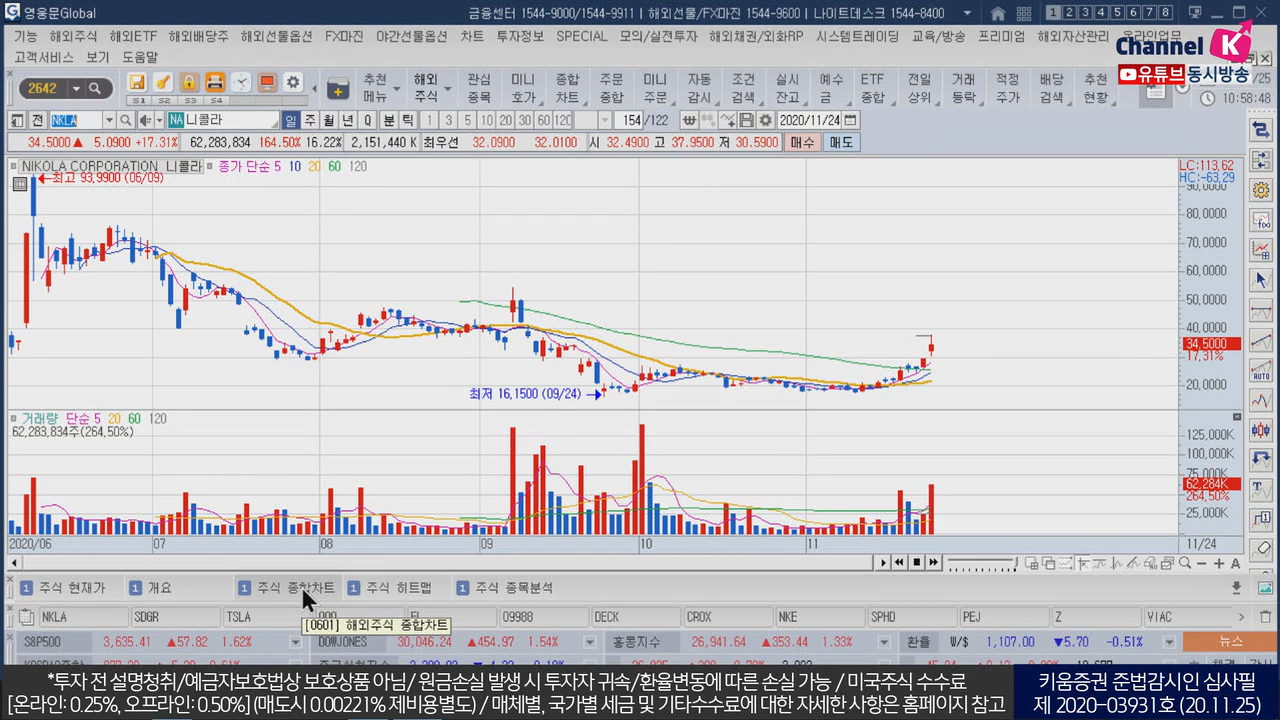 영웅문Global
금융센터 1544-9000/1544-9911 | 해외선물/FX마진 1544-9600 | 나이트데스크 1544-8400
1 2 3 4 5 6 7 8
기능 해외주식 해외ETF 해외배당주 해외선물옵션 FX마진 야간선물옵션 차트 투자정보 SPECIAL 모의/실전투자 해외채권/외화RP 시스템트레이딩 교육/방송 프리미엄 해외자산관리 온라인업무
고객서비스 보기 도움말
Channel K
유튜브동시방송
2642
S1 S2 S3 S4
추천메뉴 해외주식 관심종목 미니호가 종합차트 주문종합 미니주문 자동감시 조건검색 실시잔고 예수금 ETF종합 전일상위 거래등락 적정주가 배당검색 추천현황
10:58:48
전 NKLA NA 니콜라 일 주 월 년 Q 분 틱 1 3 5 10 20 30 60 120 154 /122 2020/11/24
34.5000▲ 5.0900 +17.31% 62,283,834 164.50% 16.22% 2,151,440 K 최우선 32.0900 32.0100 시 32.4900 고 37.9500 저 30.5900 매수 매도
NIKOLA CORPORATION 니콜라 종가 단순 5 10 20 60 120
LC:113,62
HC:-63,29
최고 93,9900 (06/09)
90,0000
80,0000
70,0000
60,0000
50,0000
40,0000
34,5000
17,31%
20,0000
최저 16,1500 (09/24)
거래량 단순 5 20 60 120
62,283,834주(264,50%)
125,000K
100,000K
75,000K
62,284K
264,50%
25,000K
2020/06 07 08 09 10 11 11/24
AUTO
1 주식 현재가 1 개요 1 주식 종합차트 1 주식 히트맵 1 주식 종목분석
NKLA SDGR TSLA 09988 DECK CROX NKE SPHD PEJ Z VIAC
[0601] 해외주식 종합차트
S&P500 3,635.41 ▲57.82 1.62% DOWJONES 30,046.24 ▲454.97 1.54% 홍콩지수 26,941.64 ▲353.44 1.33% 환율 W/$ 1,107.00 ▼5.70 -0.51% 뉴스
*투자 전 설명청취/예금자보호법상 보호상품 아님/ 원금손실 발생 시 투자자 귀속/환율변동에 따른 손실 가능 / 미국주식 수수료
[온라인: 0.25%, 오프라인: 0.50%] (매도시 0.00221% 제비용별도) / 매체별, 국가별 세금 및 기타수수료에 대한 자세한 사항은 홈페이지 참고
키움증권 준법감시인 심사필
제 2020-03931호 (20.11.25)